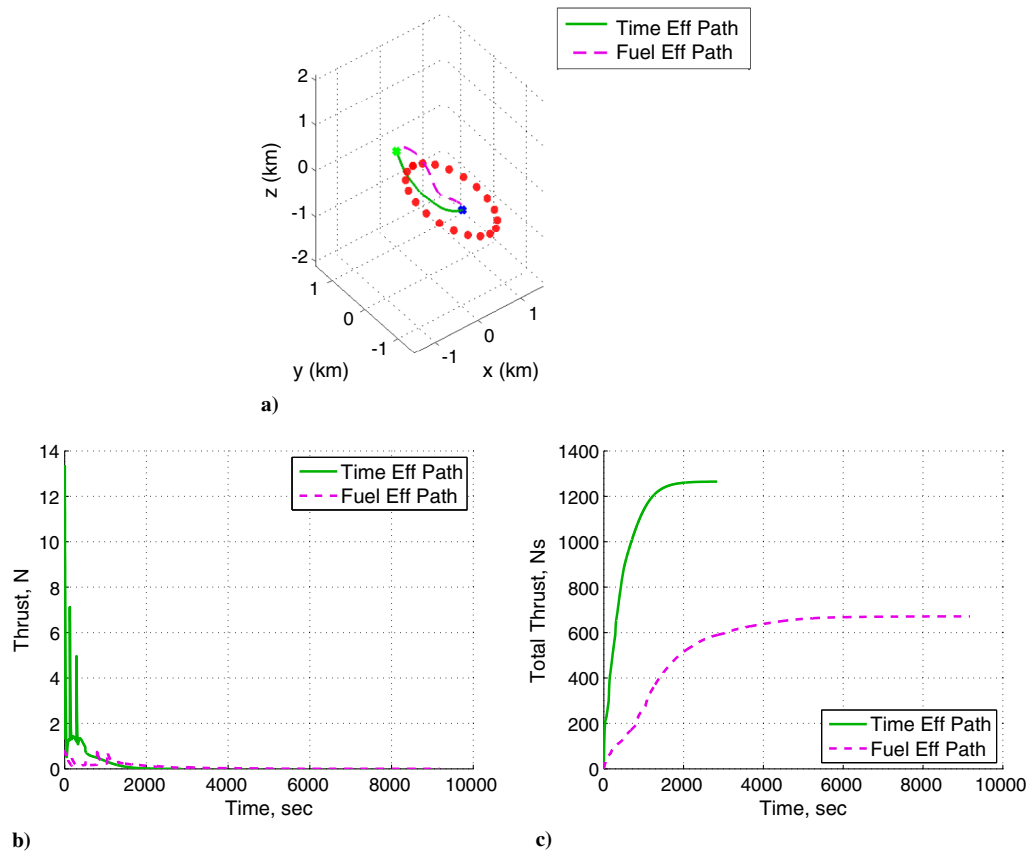 Time Eff Path
Fuel Eff Path
2
1
0
-1
-2
z (km)
1
0
-1
y (km)
-1
0
1
x (km)
a)
14
12
10
8
6
4
2
0
Thrust, N
Time Eff Path
Fuel Eff Path
0 2000 4000 6000 8000 10000
Time, sec
b)
1400
1200
1000
800
600
400
200
0
Total Thrust, Ns
Time Eff Path
Fuel Eff Path
0 2000 4000 6000 8000 10000
Time, sec
c)